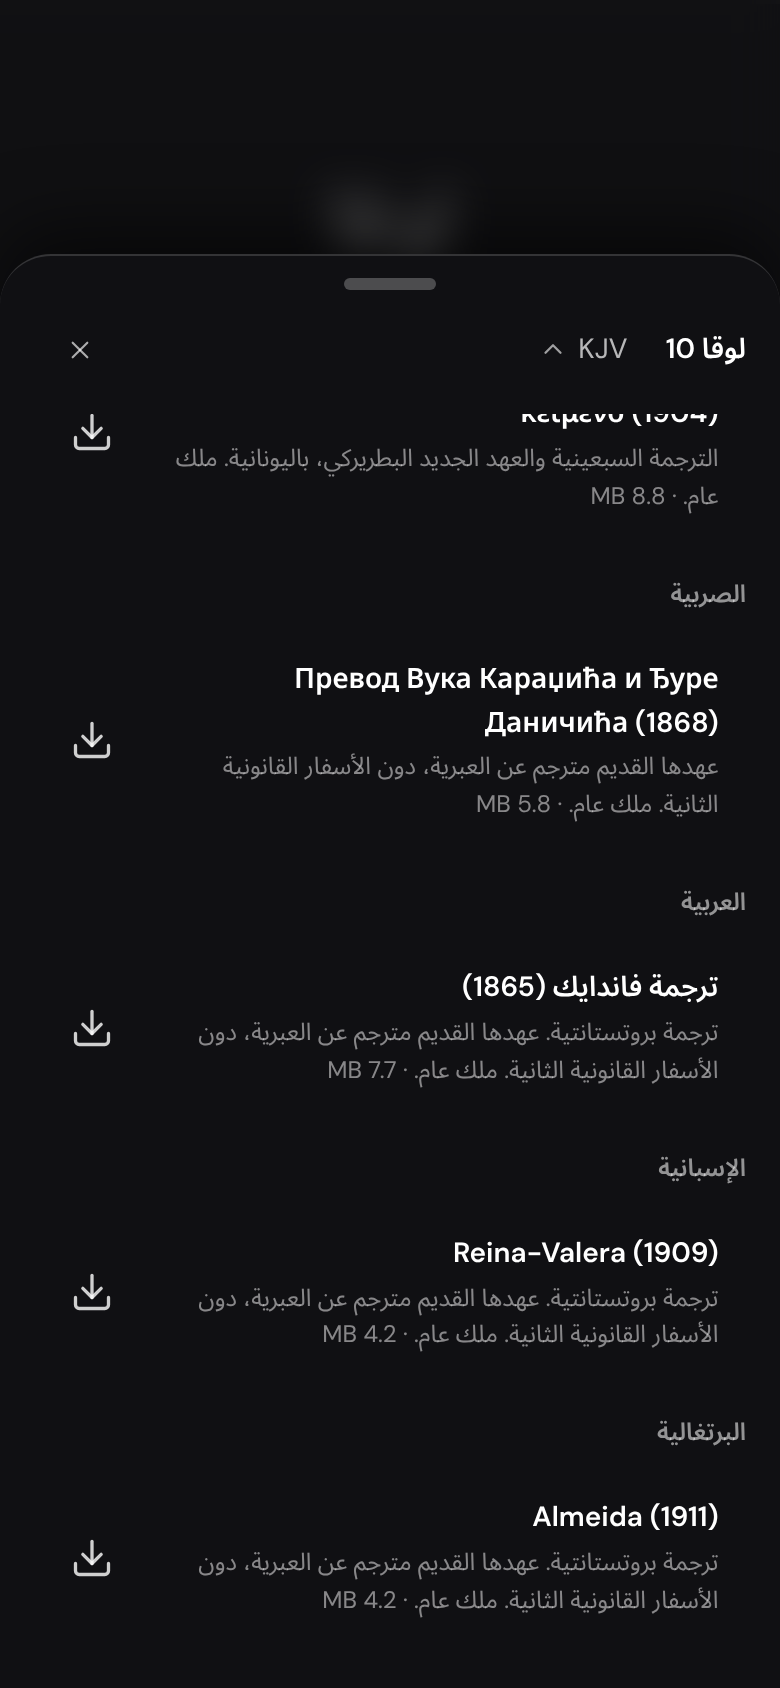 لوقا 10 KJV
κείμενο (1904)
الترجمة السبعينية والعهد الجديد البطريركي، باليونانية. ملك
عام. · 8.8 MB
الصربية
Превод Вука Караџића и Ђуре
Даничића (1868)
عهدها القديم مترجم عن العبرية، دون الأسفار القانونية
الثانية. ملك عام. · 5.8 MB
العربية
ترجمة فاندايك (1865)
ترجمة بروتستانتية. عهدها القديم مترجم عن العبرية، دون
الأسفار القانونية الثانية. ملك عام. · 7.7 MB
الإسبانية
Reina-Valera (1909)
ترجمة بروتستانتية. عهدها القديم مترجم عن العبرية، دون
الأسفار القانونية الثانية. ملك عام. · 4.2 MB
البرتغالية
Almeida (1911)
ترجمة بروتستانتية. عهدها القديم مترجم عن العبرية، دون
الأسفار القانونية الثانية. ملك عام. · 4.2 MB